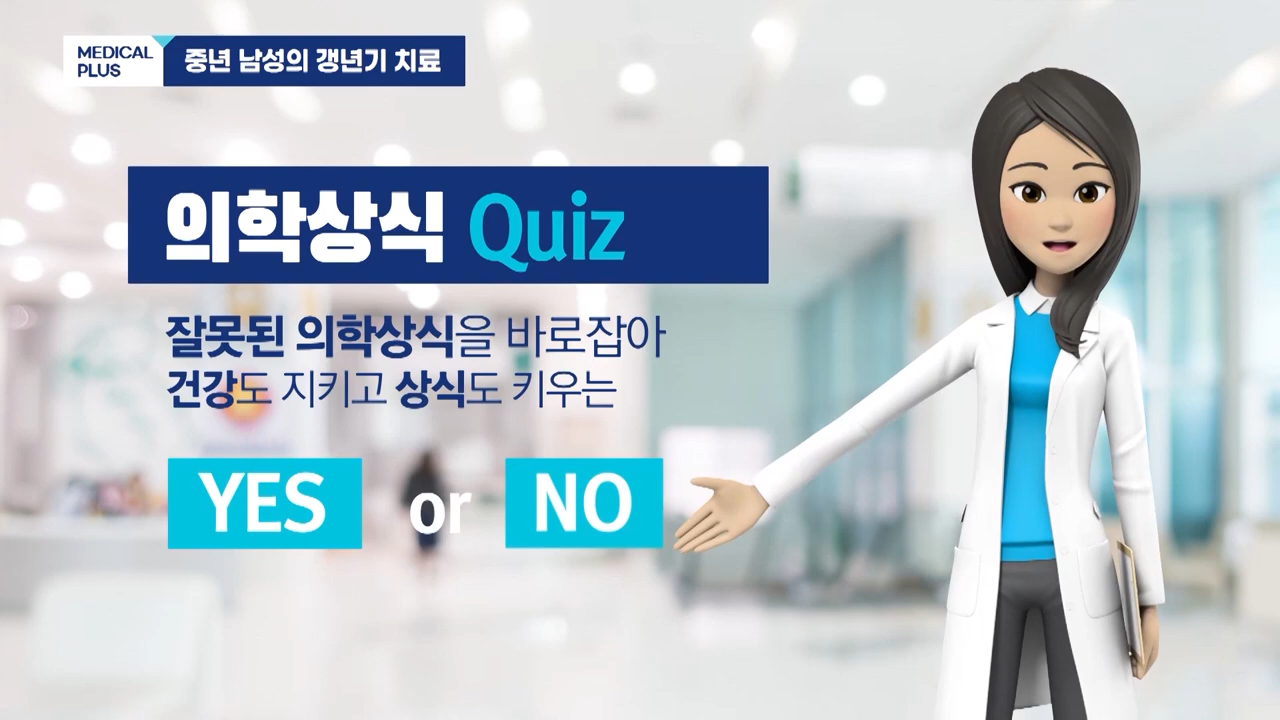 MEDICAL
PLUS
중년 남성의 갱년기 치료
의학상식 Quiz
잘못된 의학상식을 바로잡아
건강도 지키고 상식도 키우는
YES or NO